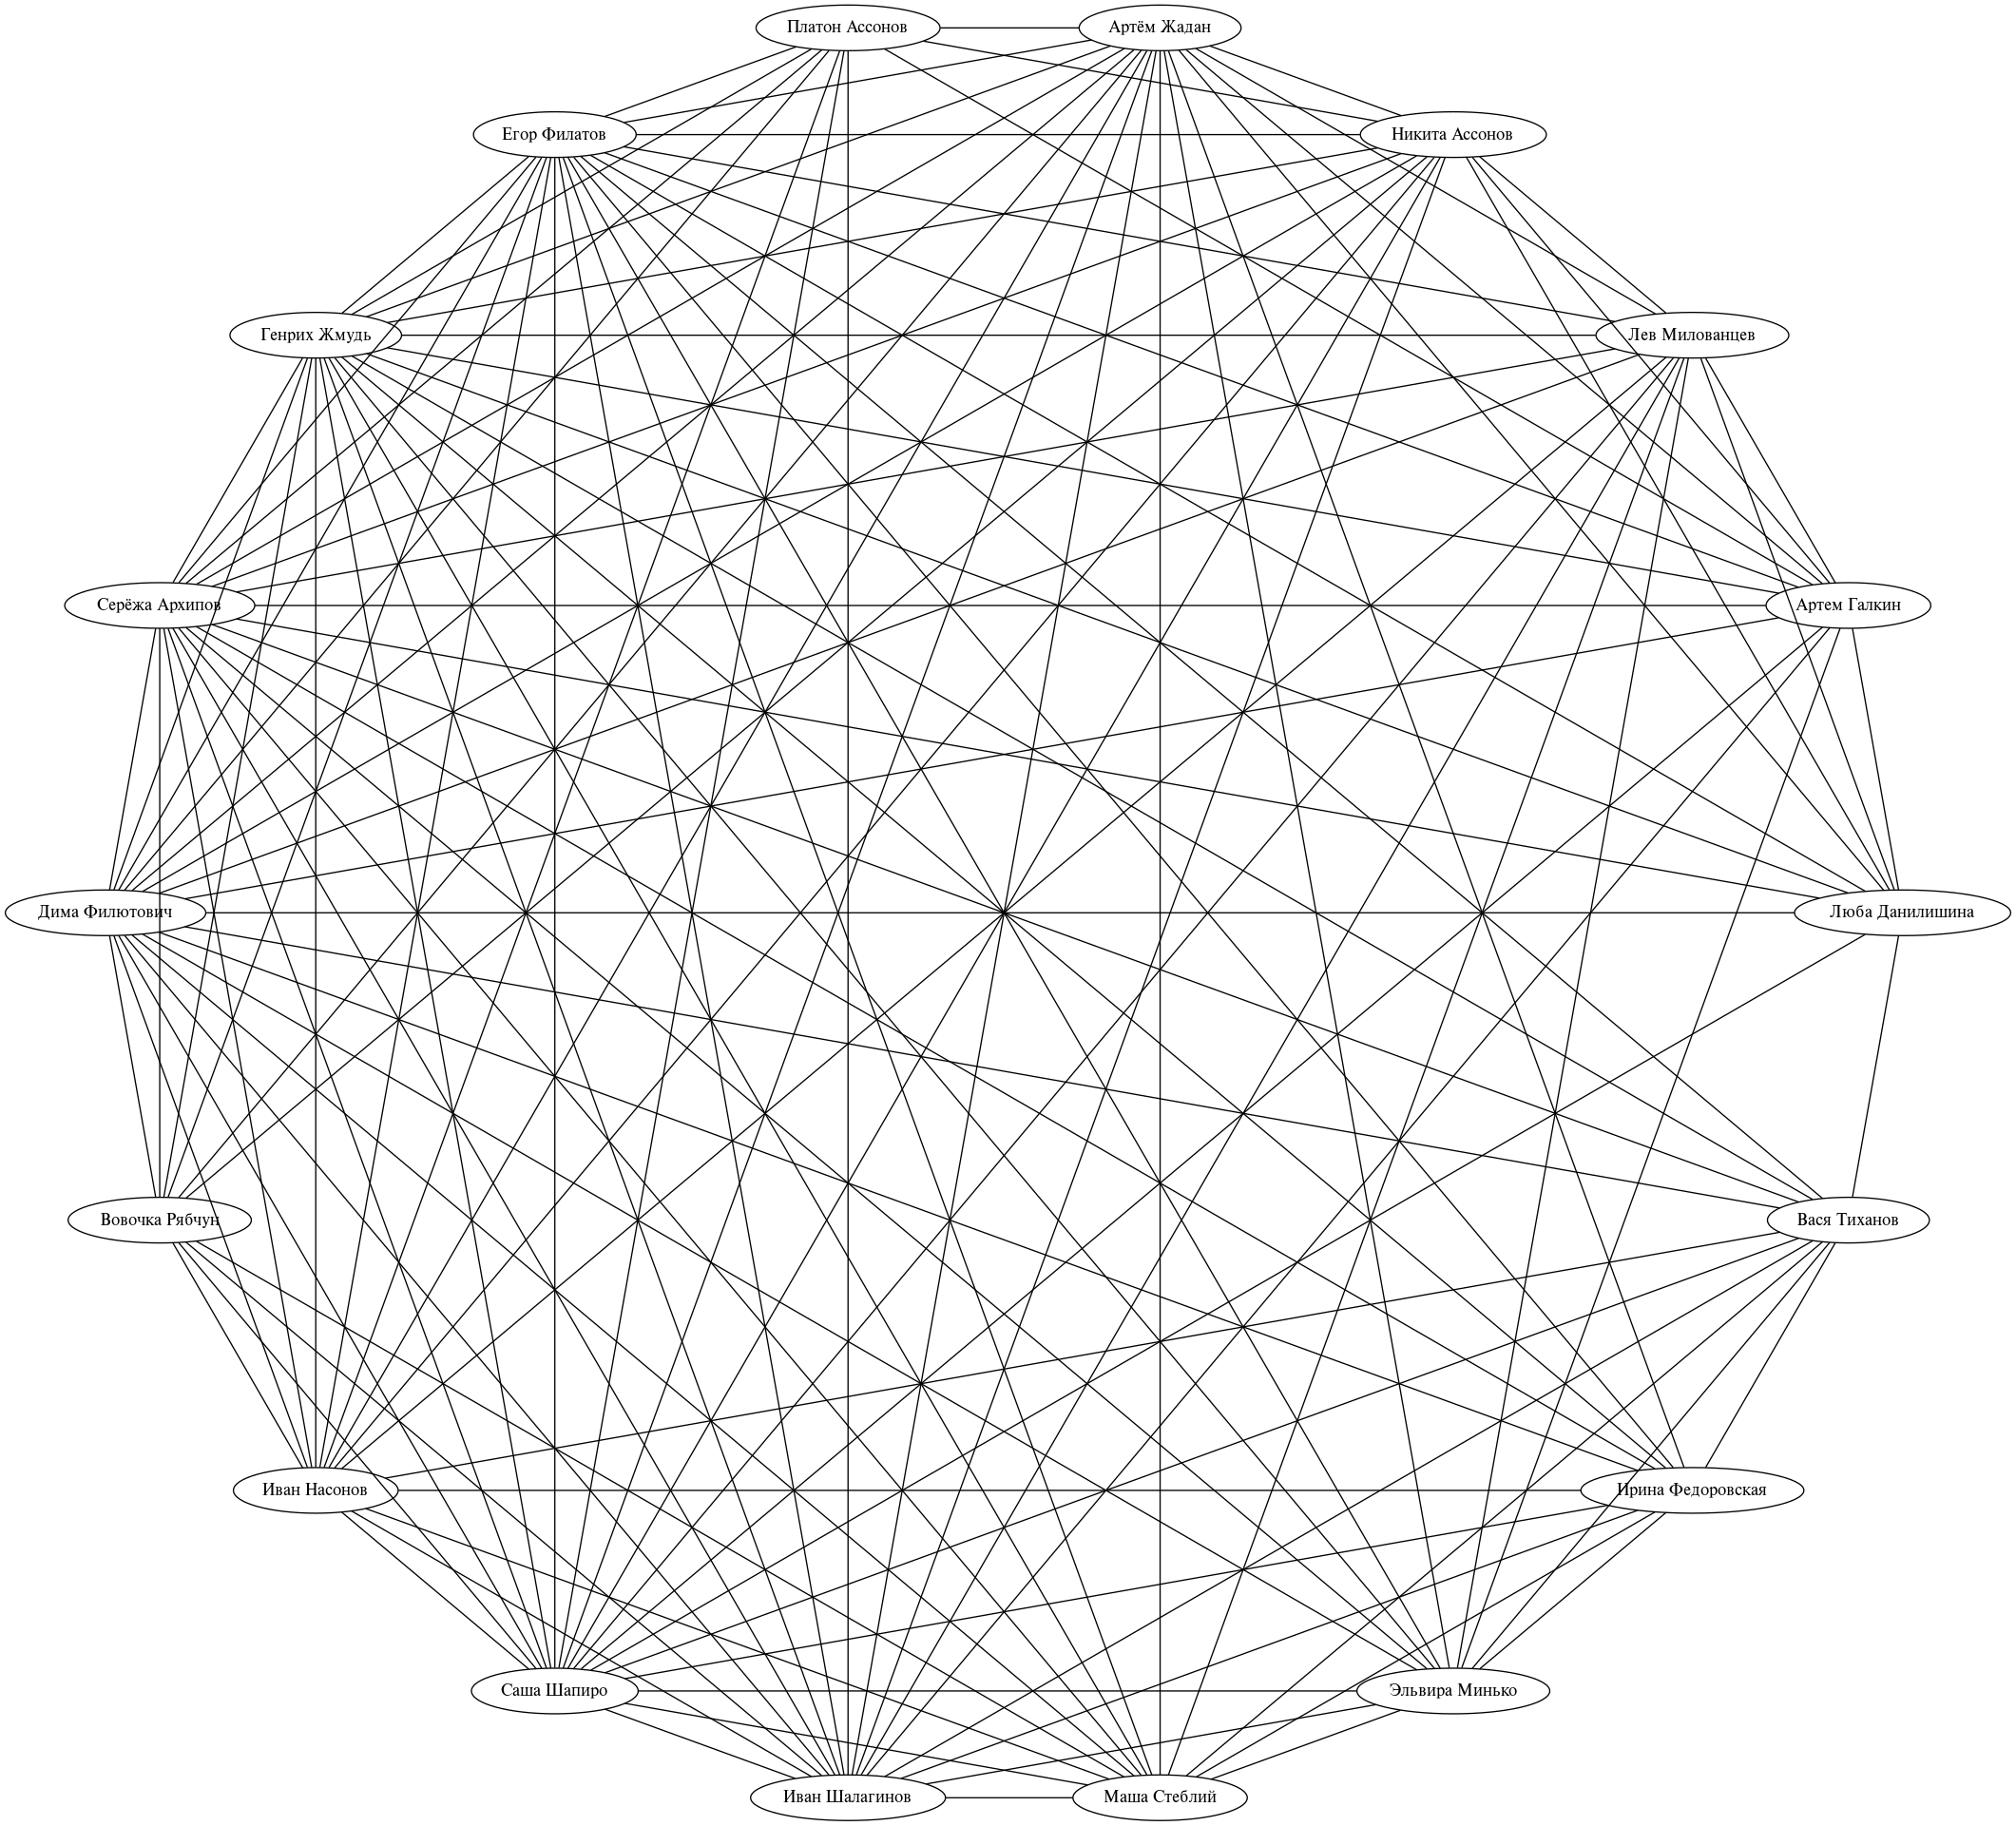 Платон Ассонов
Артём Жадан
Егор Филатов
Никита Ассонов
Генрих Жмудь
Лев Милованцев
Серёжа Архипов
Артем Галкин
Дима Филютович
Люба Данилишина
Вовочка Рябчун
Вася Тиханов
Иван Насонов
Ирина Федоровская
Саша Шапиро
Эльвира Минько
Иван Шалагинов
Маша Стеблий